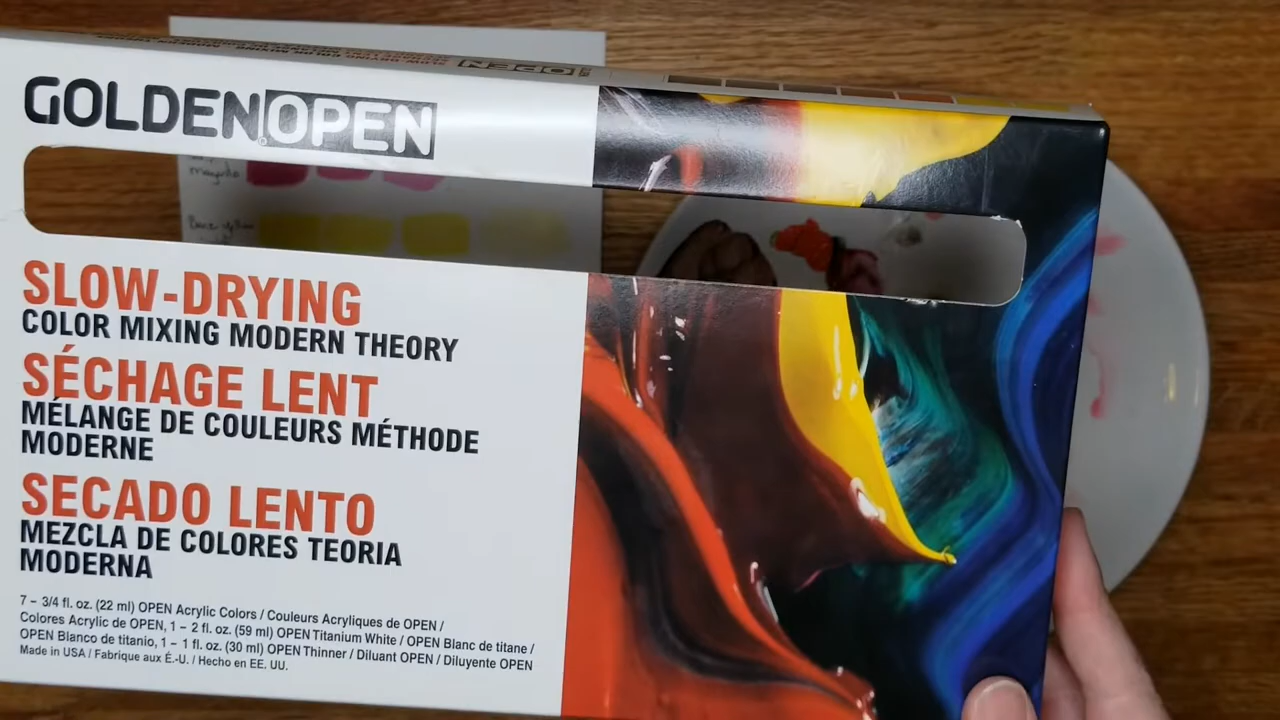 GOLDEN OPEN
SLOW-DRYING
COLOR MIXING MODERN THEORY
SÉCHAGE LENT
MÉLANGE DE COULEURS MÉTHODE
MODERNE
SECADO LENTO
MEZCLA DE COLORES TEORIA
MODERNA
7 – 3/4 fl. oz. (22 ml) OPEN Acrylic Colors / Couleurs Acryliques de OPEN /
Colores Acrylic de OPEN, 1 – 2 fl. oz. (59 ml) OPEN Titanium White / OPEN Blanc de titane /
OPEN Blanco de titanio, 1 – 1 fl. oz. (30 ml) OPEN Thinner / Diluant OPEN / Diluyente OPEN
Made in USA / Fabrique aux É.-U. / Hecho en EE. UU.